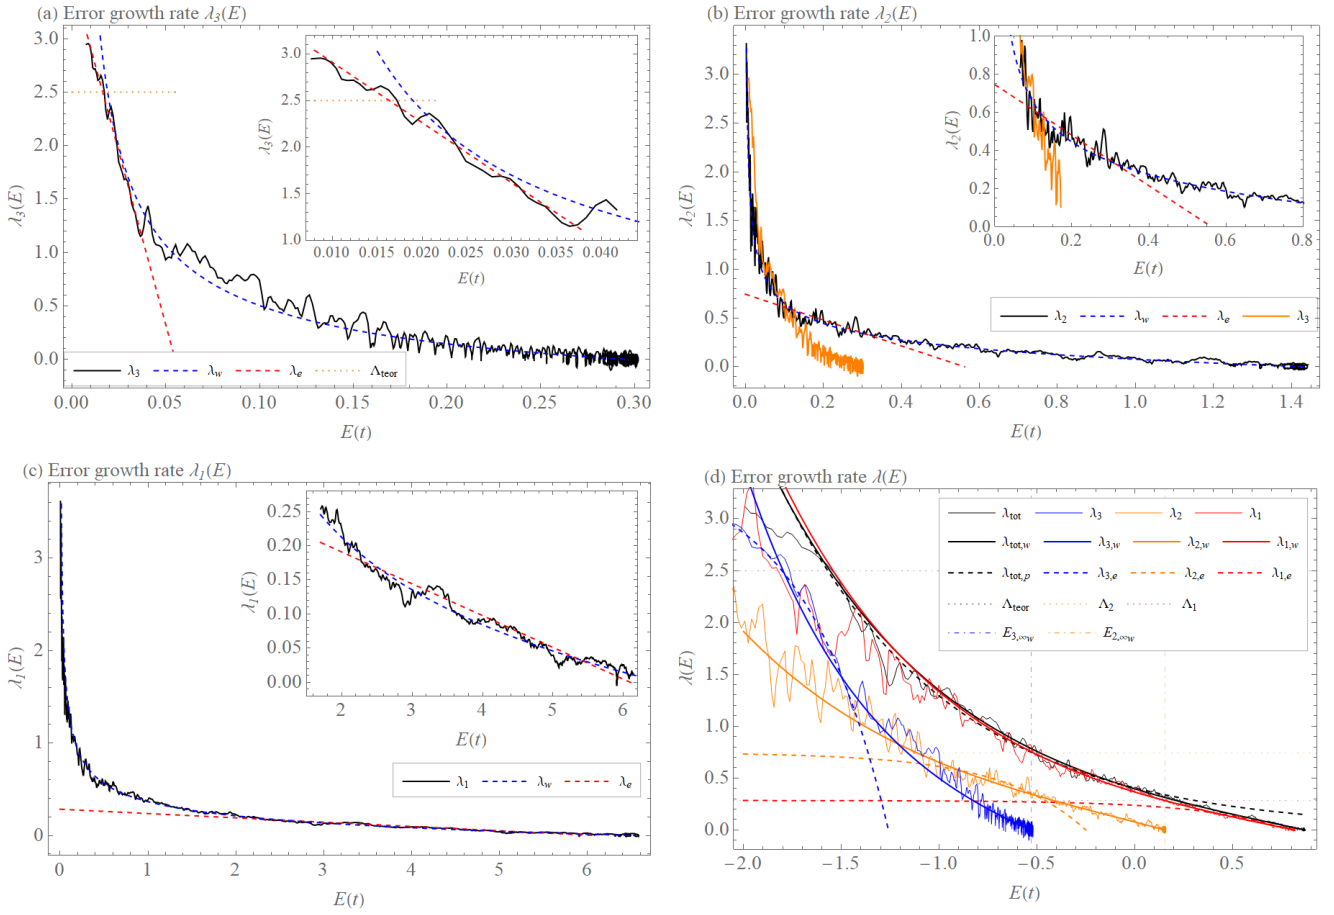 (a) Error growth rate λ₃(E)
3.0
2.5
2.0
1.5
1.0
0.5
0.0
λ₃(E)
0.00 0.05 0.10 0.15 0.20 0.25 0.30
E(t)
3.0
2.5
2.0
1.5
1.0
λ₃(E)
0.010 0.015 0.020 0.025 0.030 0.035 0.040
E(t)
λ₃ λw λe Λteor
(b) Error growth rate λ₂(E)
3.0
2.5
2.0
1.5
1.0
0.5
0.0
λ₂(E)
0.0 0.2 0.4 0.6 0.8 1.0 1.2 1.4
E(t)
1.0
0.8
0.6
0.4
0.2
0.0
λ₂(E)
0.0 0.2 0.4 0.6 0.8
E(t)
λ₂ λw λe λ₃
(c) Error growth rate λ₁(E)
3
2
1
0
λ₁(E)
0 1 2 3 4 5 6
E(t)
0.25
0.20
0.15
0.10
0.05
0.00
λ₁(E)
2 3 4 5 6
E(t)
λ₁ λw λe
(d) Error growth rate λ(E)
3.0
2.5
2.0
1.5
1.0
0.5
0.0
λ(E)
−2.0 −1.5 −1.0 −0.5 0.0 0.5
E(t)
λtot λ₃ λ₂ λ₁
λtot,w λ3,w λ2,w λ1,w
λtot,p λ3,e λ2,e λ1,e
Λteor Λ₂ Λ₁
E3,∞w E2,∞w